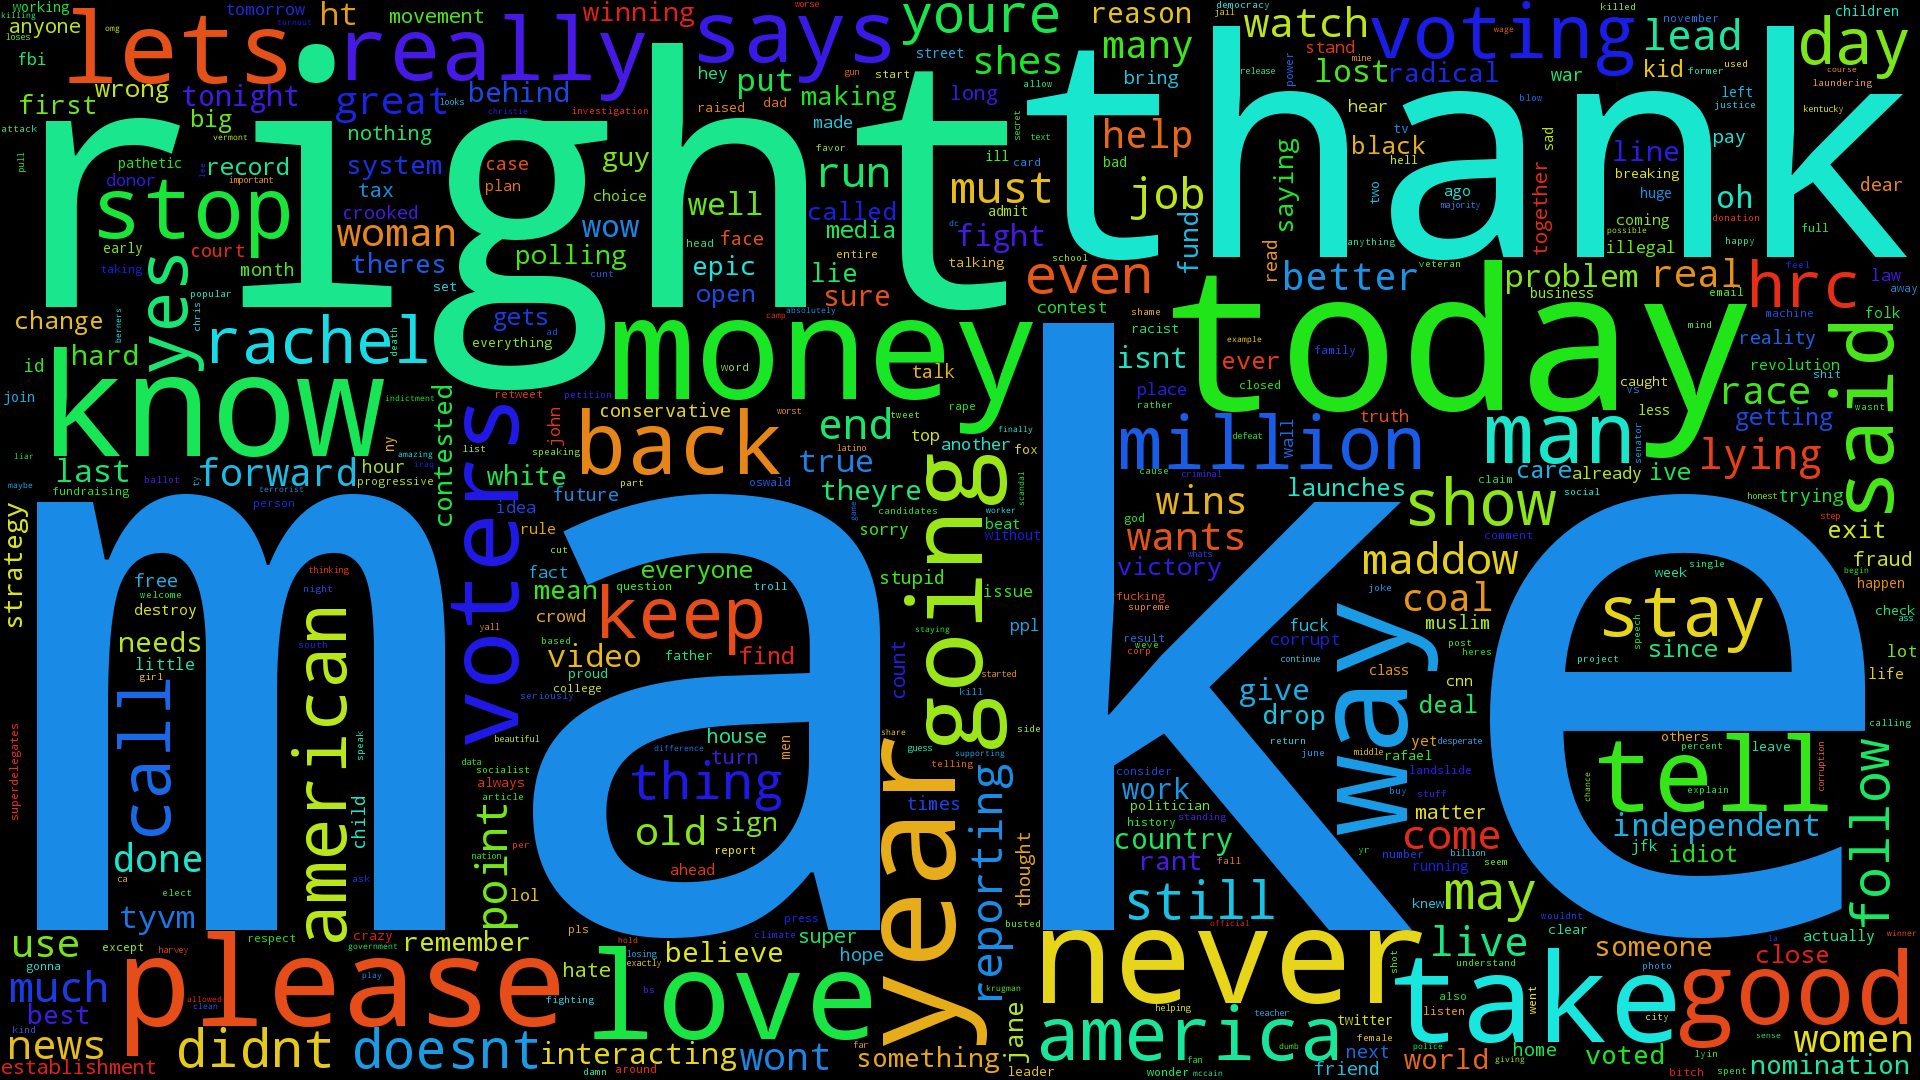 working
killing
anyone
loses
omg
turnout
tomorrow
ht
movement
winning
worse
says
youre
reason
many
democracy
jail
watch
killed
november
children
fbi
lets
really
wrong
first
tonight
great
looks
behind
christie
investigation
hey
put
street
gun
start
shes
making
long
allow
bring
stand
mine
wage
voting
lost
radical
war
kid
former
used
lead
day
course
laundering
kentucky
attack
vermont
big
nothing
raised
dad
made
favor
secret
text
help
release
power
hear
tv
blow
left
justice
pay
right
thank
pull
pathetic
donor
lee
record
important
system
tax
case
plan
guy
choice
ill
card
run
must
admit
bad
job
saying
black
hell
two
ago
majority
together
sad
line
breaking
huge
oh
dear
stop
crooked
woman
wow
well
called
media
dc
fight
fund
anything
coming
possible
illegal
donation
happy
full
early
court
month
taking
theres
polling
head
face
epic
lie
entire
talking
school
even
read
better
veteran
problem
real
hrc
feel
law
away
yes
popular
set
cunt
open
sure
camp
absolutely
contest
shame
business
email
machine
folk
change
chris
berners
rachel
death
gets
ad
everything
money
racist
today
example
family
mind
reality
said
id
hard
know
word
talk
isnt
ever
closed
place
rather
caught
less
vs
race
revolution
shit
wasnt
getting
join
indictment
contested
retweet
petition
john
conservative
worst
rape
tweet
finally
end
top
another
fox
million
defeat
wall
truth
man
senator
lying
liar
ny
amazing
iraq
last
forward
hour
progressive
list
speaking
latino
back
true
cause
criminal
launches
claim
care
already
ive
social
honest
trying
maybe
fundraising
ballot
ty
terrorist
person
voters
white
idea
future
part
oswald
theyre
game
candidates
scandal
worker
wins
god
show
comment
step
exit
strategy
make
rule
cut
sorry
beat
without
wants
whats
maddow
fraud
begin
free
welcome
destroy
thinking
night
fact
everyone
mean
question
troll
stupid
issue
victory
fucking
supreme
joke
coal
muslim
week
single
happen
check
ass
needs
little
girl
south
american
yall
crowd
keep
based
father
video
find
proud
college
seriously
staying
going
ppl
count
started
result
weve
corp
fuck
corrupt
continue
way
class
post
heres
stay
since
speech
project
lot
life
call
speak
beautiful
difference
house
turn
men
share
guess
kill
side
supporting
give
drop
return
june
cnn
deal
yet
desperate
middle
rafael
others
percent
leave
calling
superdelegates
child
data
socialist
always
article
thing
year
telling
times
reporting
consider
work
politician
history
standing
buy
landslide
stuff
matter
chance
tell
explain
corruption
follow
done
point
per
nation
old
sign
report
ahead
thought
country
rant
fall
yr
number
billion
come
running
seem
independent
jfk
idiot
ca
elect
ask
tyvm
lol
still
knew
may
press
busted
official
wouldnt
clear
use
except
harvey
respect
crazy
government
remember
pls
hold
losing
exactly
climate
super
believe
hope
never
shot
live
understand
someone
la
actually
close
winner
gonna
much
please
play
hate
love
krugman
take
photo
good
kind
best
allowed
clean
fighting
bs
jane
america
helping
teacher
twitter
female
also
listen
went
city
sense
news
didnt
doesnt
interacting
wont
far
something
dumb
next
police
home
voted
lyin
women
establishment
damn
around
leader
wonder
fan
mccain
friend
world
giving
bitch
spent
nomination